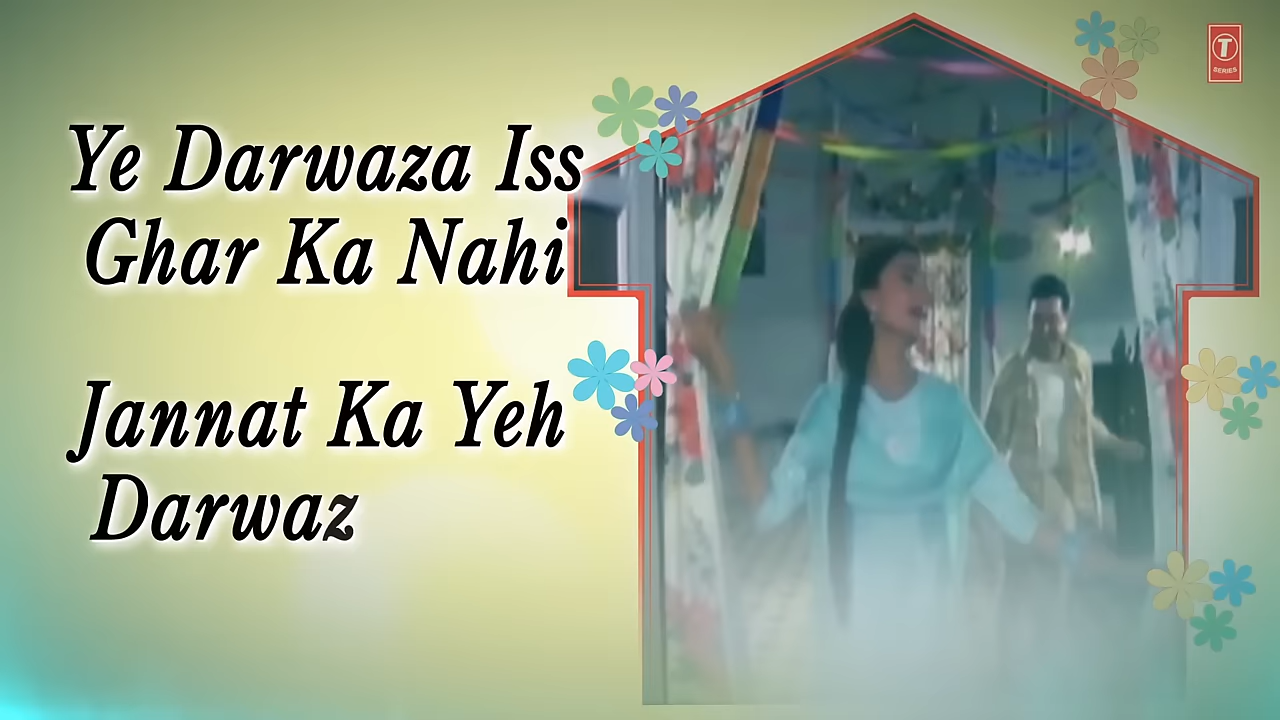 Ye Darwaza Iss
Ghar Ka Nahi
Jannat Ka Yeh
Darwaz
T
SERIES